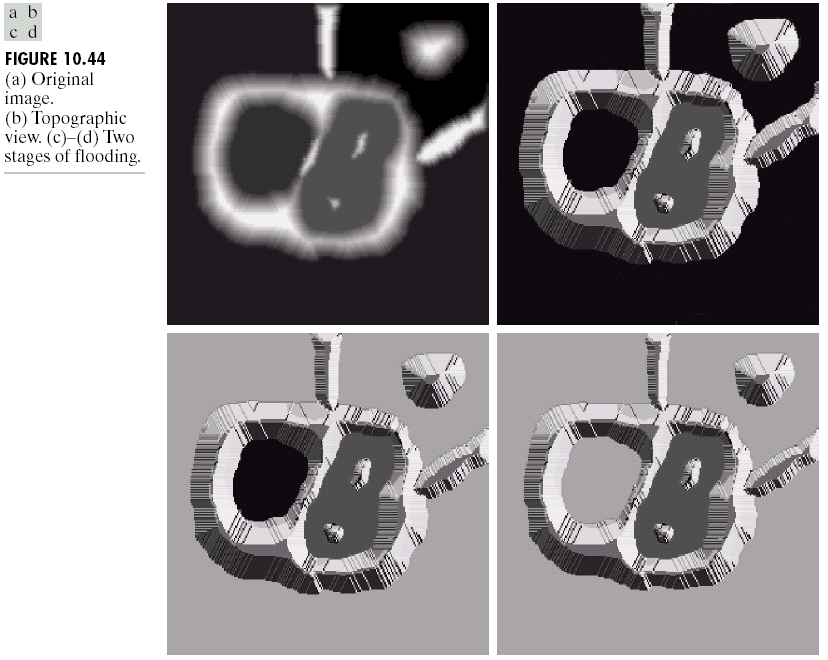 a b
c d
FIGURE 10.44
(a) Original
image.
(b) Topographic
view. (c)–(d) Two
stages of flooding.